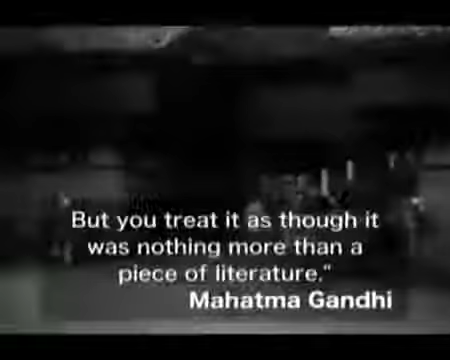 But you treat it as though it
was nothing more than a
piece of literature."
Mahatma Gandhi